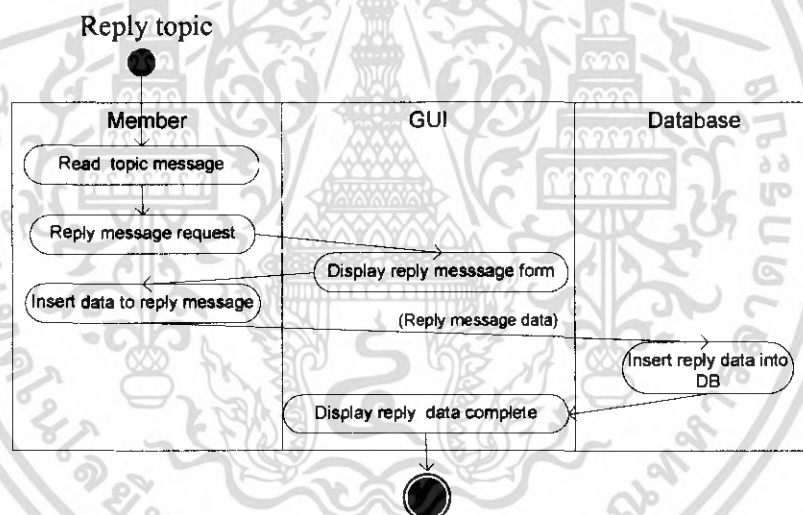 Reply topic
Member
GUI
Database
Read topic message
Reply message request
Display reply messsage form
Insert data to reply message
(Reply message data)
Insert reply data into
DB
Display reply data complete